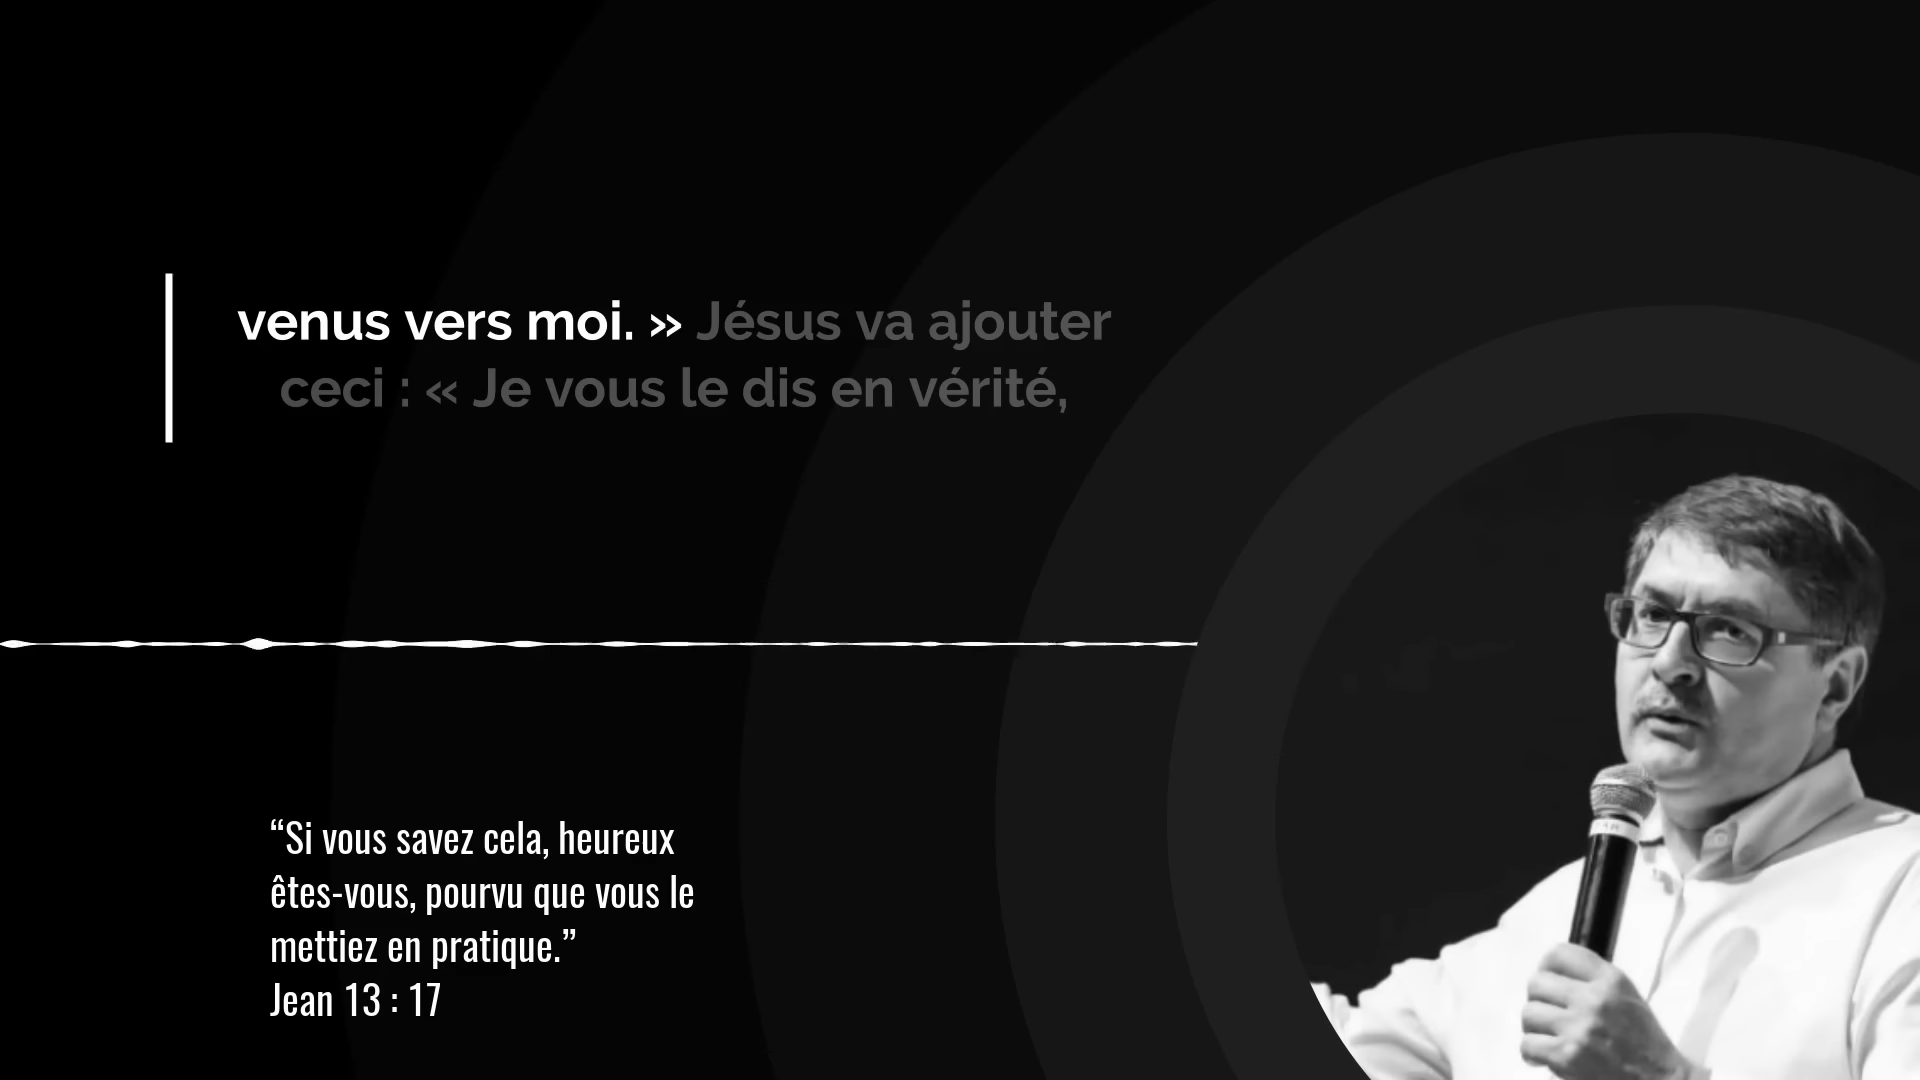 venus vers moi. » Jésus va ajouter
ceci : « Je vous le dis en vérité,
“Si vous savez cela, heureux
êtes-vous, pourvu que vous le
mettiez en pratique.”
Jean 13 : 17